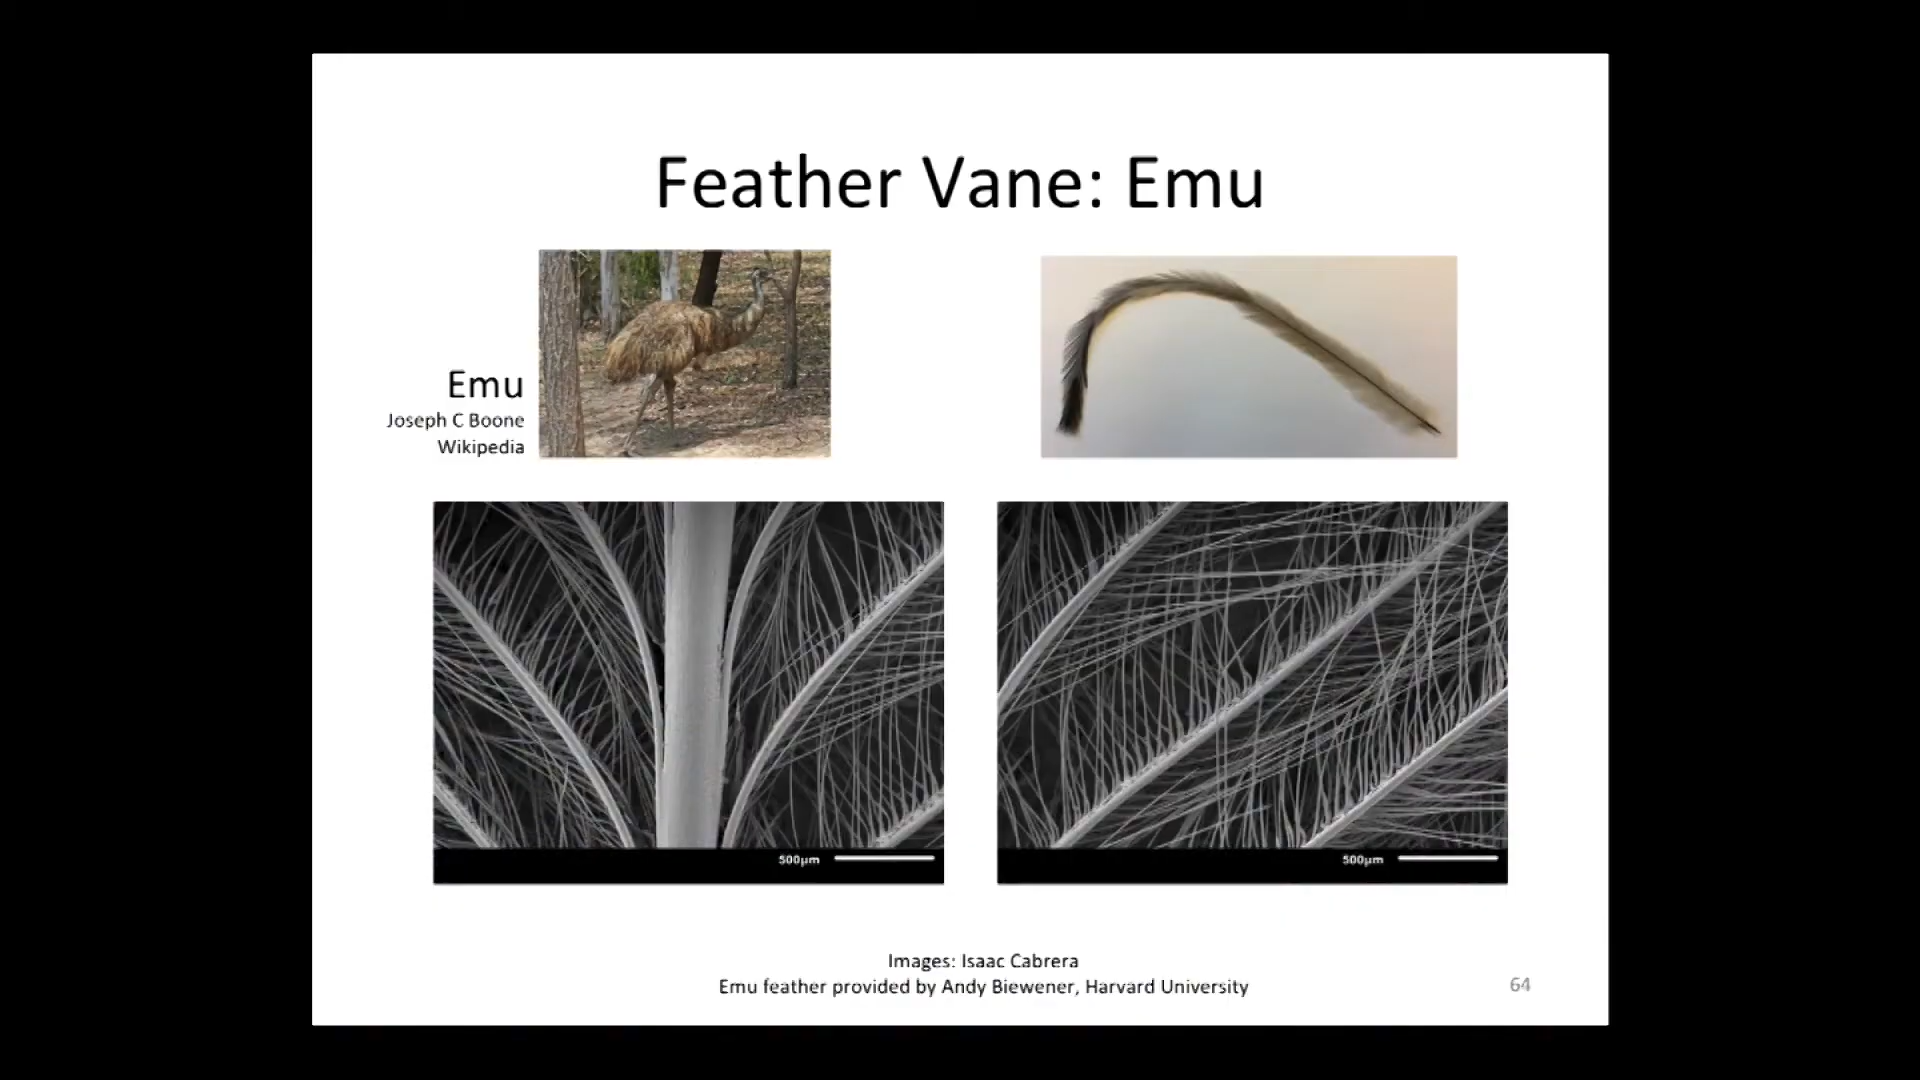 Feather Vane: Emu
Emu
Joseph C Boone
Wikipedia
500µm
500µm
Images: Isaac Cabrera
Emu feather provided by Andy Biewener, Harvard University
64